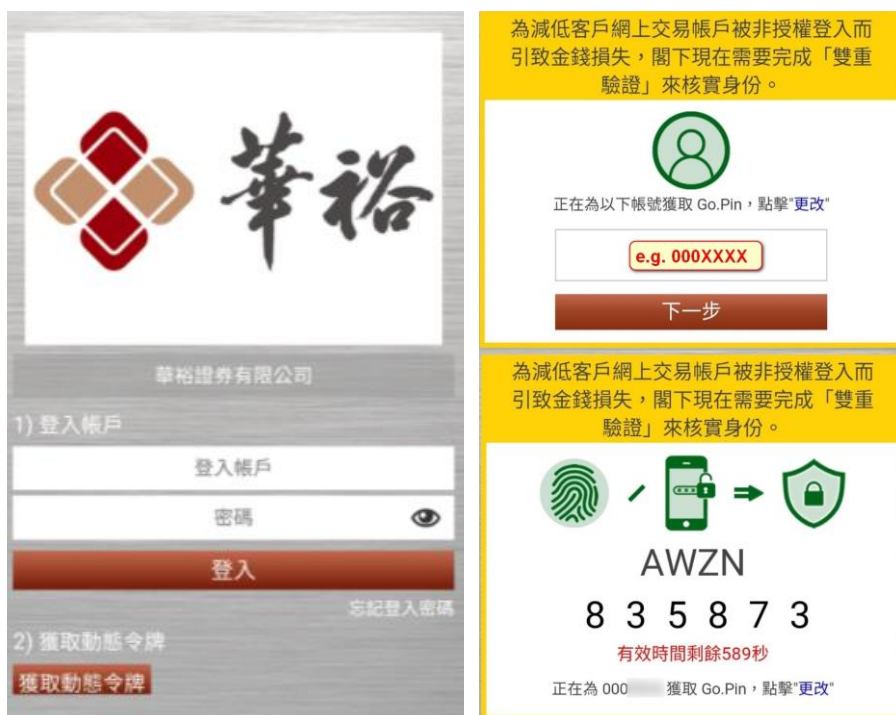 華裕
華裕證券有限公司
1) 登入帳戶
登入帳戶
密碼
登入
忘記登入密碼
2) 獲取動態令牌
獲取動態令牌
為減低客戶網上交易帳戶被非授權登入而
引致金錢損失，閣下現在需要完成「雙重
驗證」來核實身份。
正在為以下帳號獲取 Go.Pin，點擊"更改"
e.g. 000XXXX
下一步
為減低客戶網上交易帳戶被非授權登入而
引致金錢損失，閣下現在需要完成「雙重
驗證」來核實身份。
AWZN
8 3 5 8 7 3
有效時間剩餘589秒
正在為 000 獲取 Go.Pin，點擊"更改"